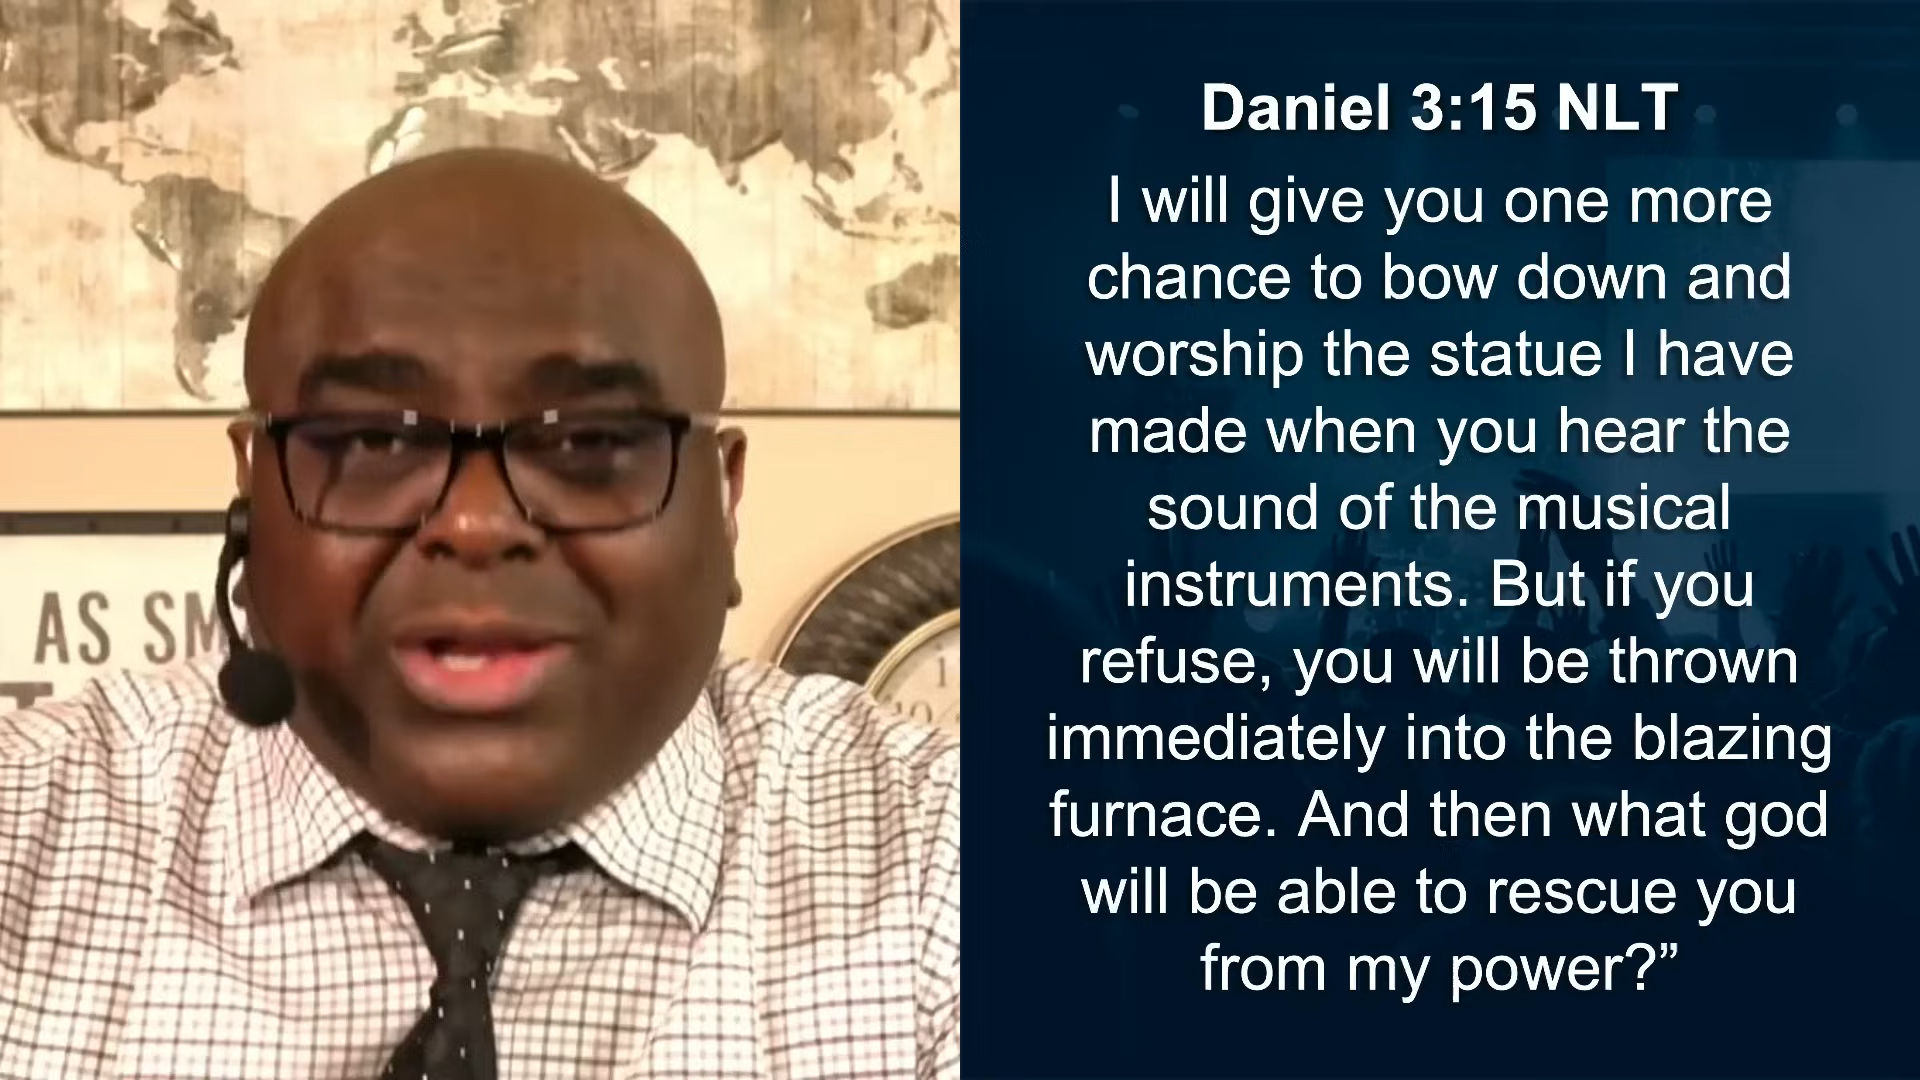 AS SM
Daniel 3:15 NLT
I will give you one more
chance to bow down and
worship the statue I have
made when you hear the
sound of the musical
instruments. But if you
refuse, you will be thrown
immediately into the blazing
furnace. And then what god
will be able to rescue you
from my power?”